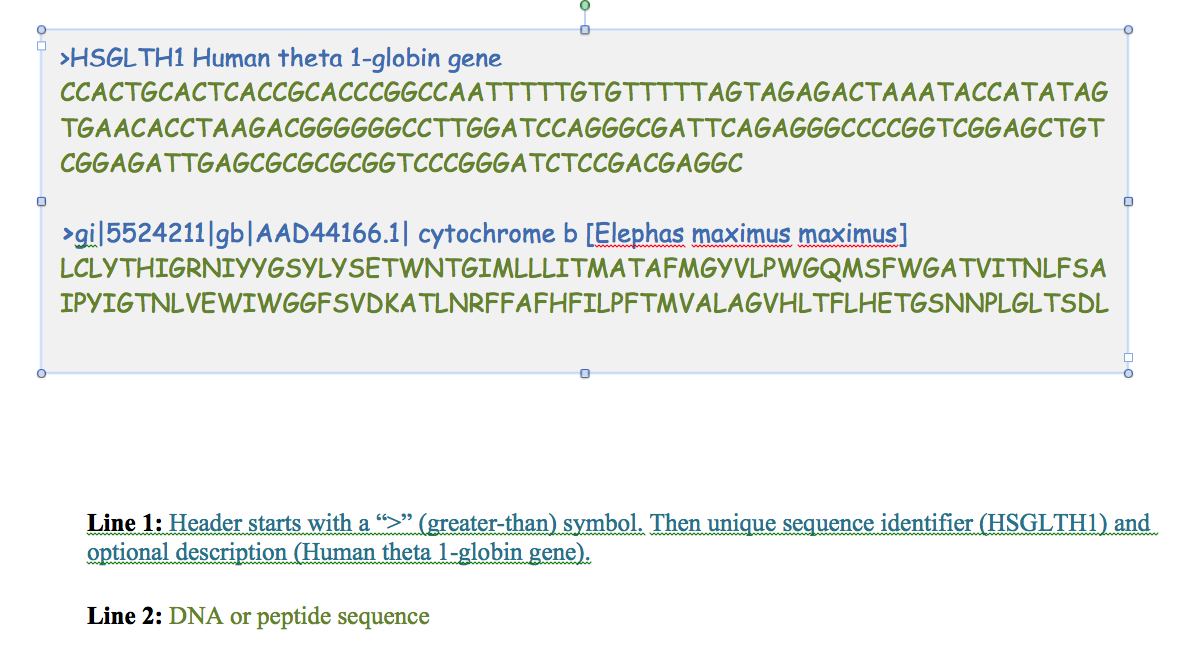 >HSGLTH1 Human theta 1-globin gene
CCACTGCACTCACCGCACCCGGCCAATTTTTGTGTTTTTAGTAGAGACTAAATACCATATAG
TGAACACCTAAGACGGGGGGCCTTGGATCCAGGGCGATTCAGAGGGCCCCGGTCGGAGCTGT
CGGAGATTGAGCGCGCGCGGTCCCGGGATCTCCGACGAGGC
>gi|5524211|gb|AAD44166.1| cytochrome b [Elephas maximus maximus]
LCLYTHIGRNIYYGSYLYSETWNTGIMLLLITMATAFMGYVLPWGQMSFWGATVITNLFSA
IPYIGTNLVEWIWGGFSVDKATLNRFFAFHFILPFTMVALAGVHLTFLHETGSNNPLGLTSDL
Line 1: Header starts with a “>” (greater-than) symbol. Then unique sequence identifier (HSGLTH1) and
optional description (Human theta 1-globin gene).
Line 2: DNA or peptide sequence